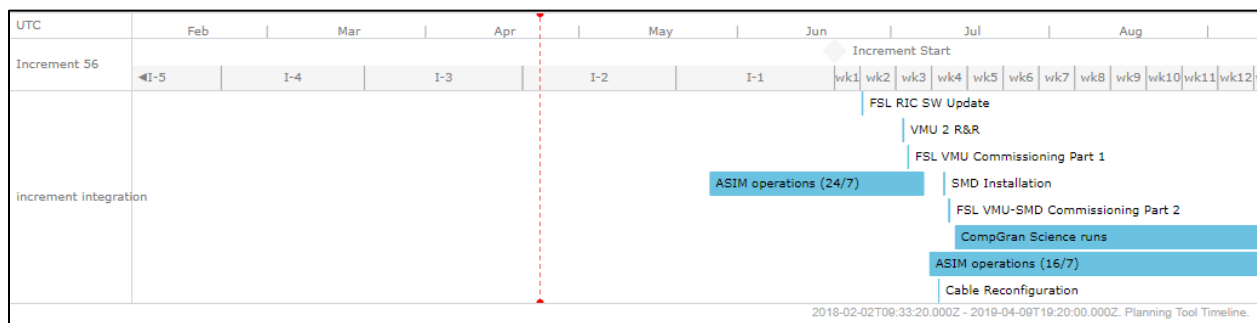 UTC
Feb Mar Apr May Jun Jul Aug
Increment 56
Increment Start
◄I-5 I-4 I-3 I-2 I-1 wk1 wk2 wk3 wk4 wk5 wk6 wk7 wk8 wk9 wk10 wk11 wk12
increment integration
FSL RIC SW Update
VMU 2 R&R
FSL VMU Commissioning Part 1
ASIM operations (24/7) SMD Installation
FSL VMU-SMD Commissioning Part 2
CompGran Science runs
ASIM operations (16/7)
Cable Reconfiguration
2018-02-02T09:33:20.000Z - 2019-04-09T19:20:00.000Z. Planning Tool Timeline.